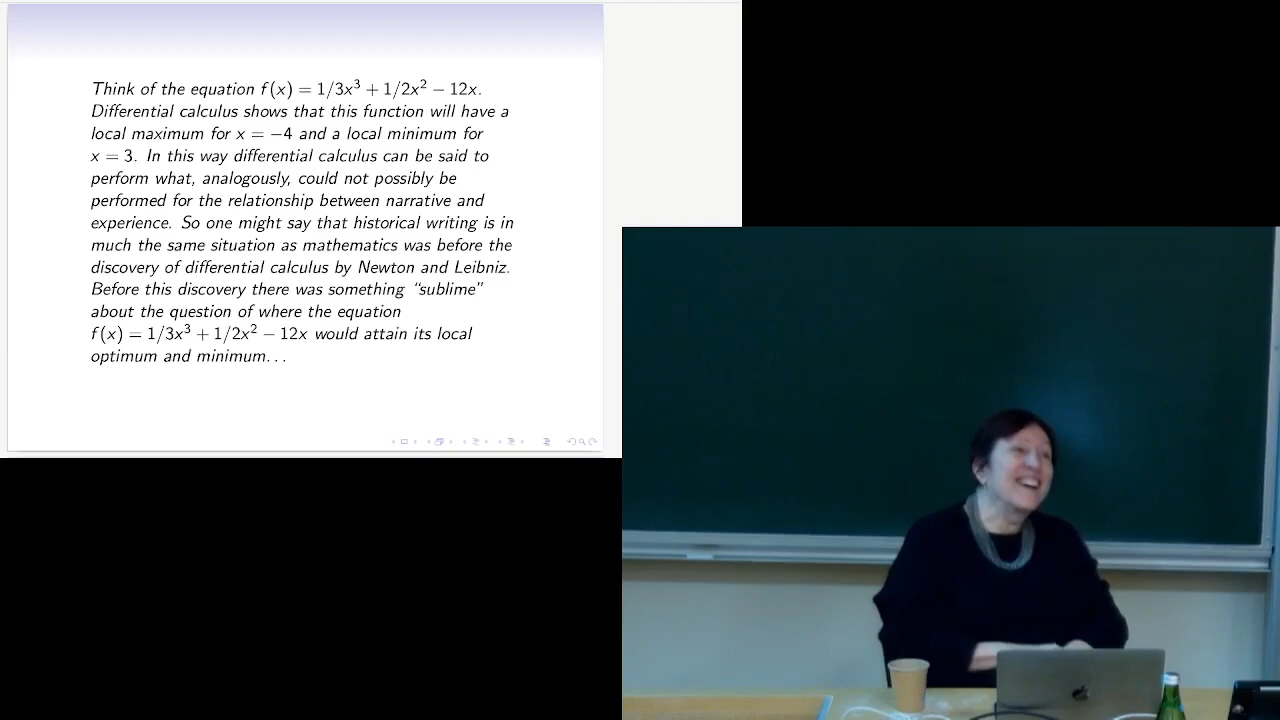 Think of the equation f(x) = 1/3x³ + 1/2x² − 12x.
Differential calculus shows that this function will have a
local maximum for x = −4 and a local minimum for
x = 3. In this way differential calculus can be said to
perform what, analogously, could not possibly be
performed for the relationship between narrative and
experience. So one might say that historical writing is in
much the same situation as mathematics was before the
discovery of differential calculus by Newton and Leibniz.
Before this discovery there was something “sublime”
about the question of where the equation
f(x) = 1/3x³ + 1/2x² − 12x would attain its local
optimum and minimum...